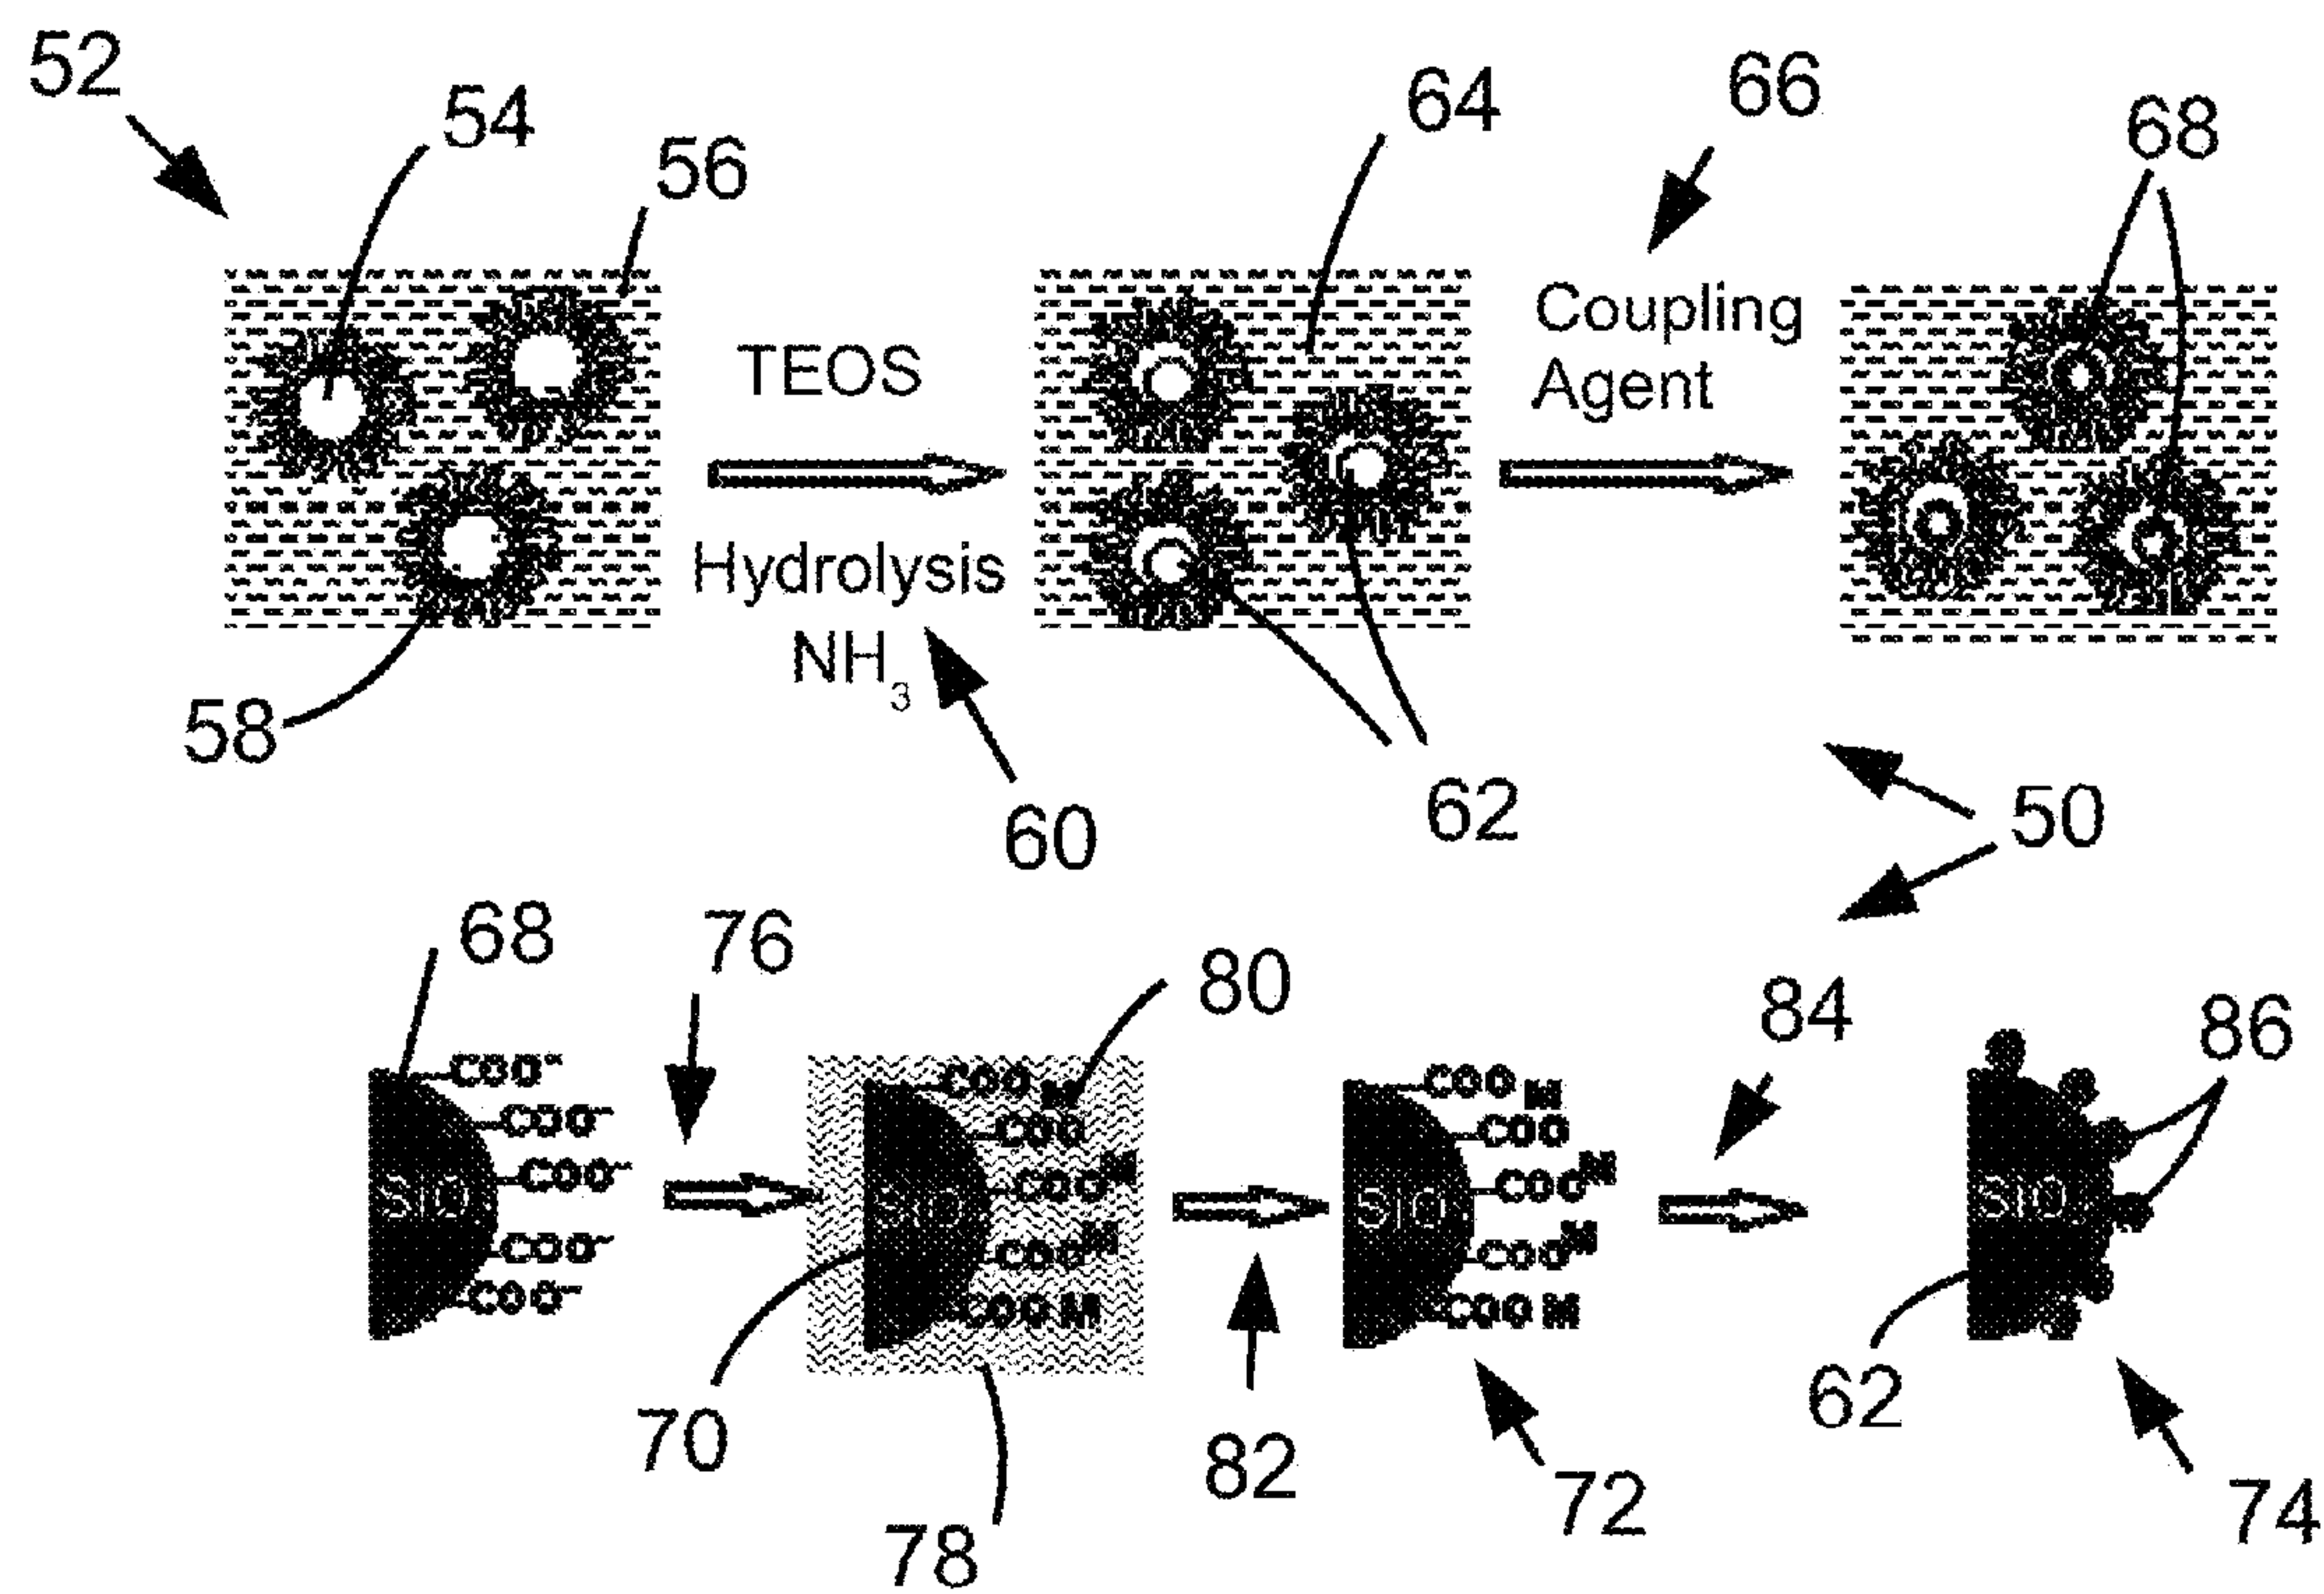 52
54
56
64
66
68
TEOS
Hydrolysis
NH3
Coupling
Agent
58
60
62
50
68
76
80
84
86
COO-
COO-
COO-
COO-
COO-
SiO
COO M
COO
COO M
COO M
COO M
SiO
COO M
COO
COO M
COO M
COO M
SiO
SiO
70
78
82
72
62
74